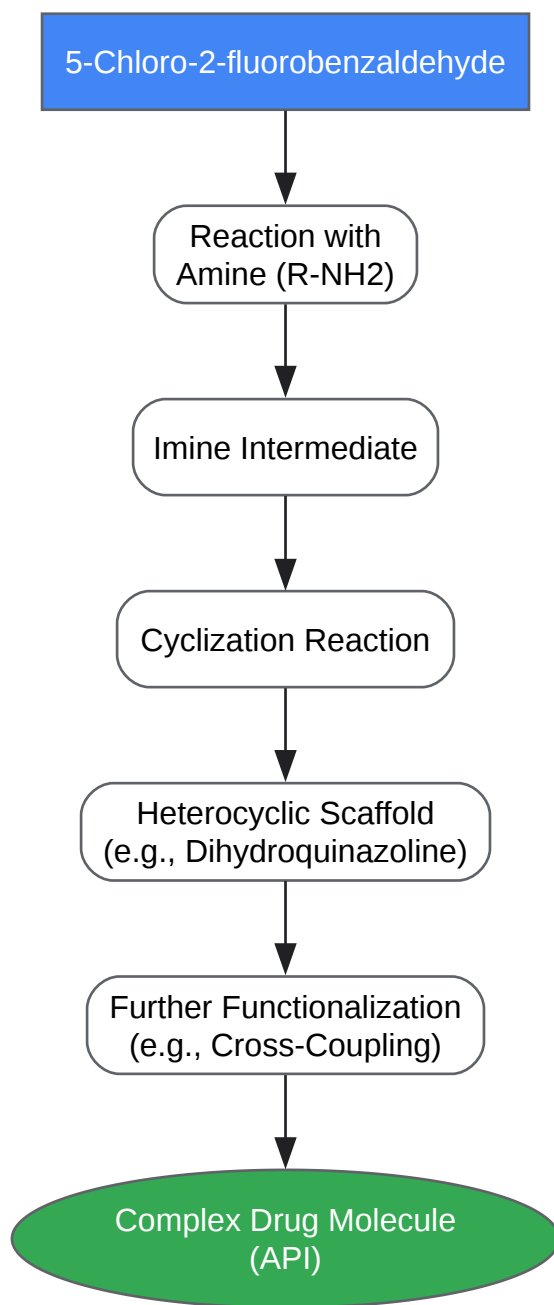 5-Chloro-2-fluorobenzaldehyde
Reaction with
Amine (R-NH2)
Imine Intermediate
Cyclization Reaction
Heterocyclic Scaffold
(e.g., Dihydroquinazoline)
Further Functionalization
(e.g., Cross-Coupling)
Complex Drug Molecule
(API)